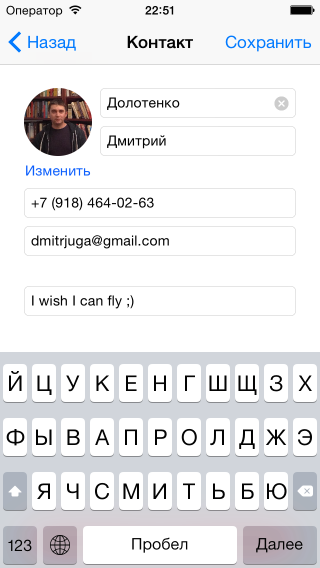 Оператор 22:51
Назад Контакт Сохранить
Долотенко
Дмитрий
Изменить
+7 (918) 464-02-63
dmitrjuga@gmail.com
I wish I can fly ;)
Й Ц У К Е Н Г Ш Щ З Х
Ф Ы В А П Р О Л Д Ж Э
Я Ч С М И Т Ь Б Ю
123 Пробел Далее